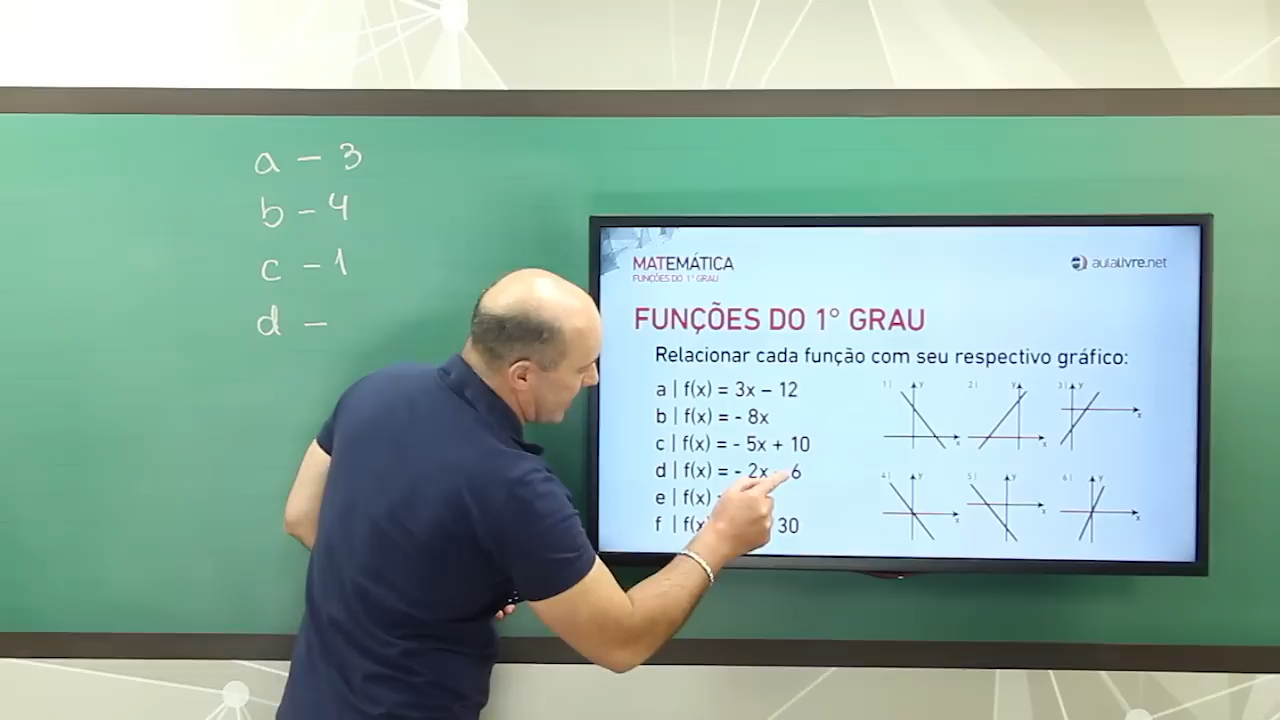 a – 3
b – 4
c – 1
d –
MATEMÁTICA
FUNÇÕES DO 1° GRAU
aulalivre.net
FUNÇÕES DO 1° GRAU
Relacionar cada função com seu respectivo gráfico:
a | f(x) = 3x – 12
b | f(x) = - 8x
c | f(x) = - 5x + 10
d | f(x) = - 2x - 6
e | f(x)
f | f(x 30
1| y x
2| y x
3| y x
4| y x
5| y x
6| y x